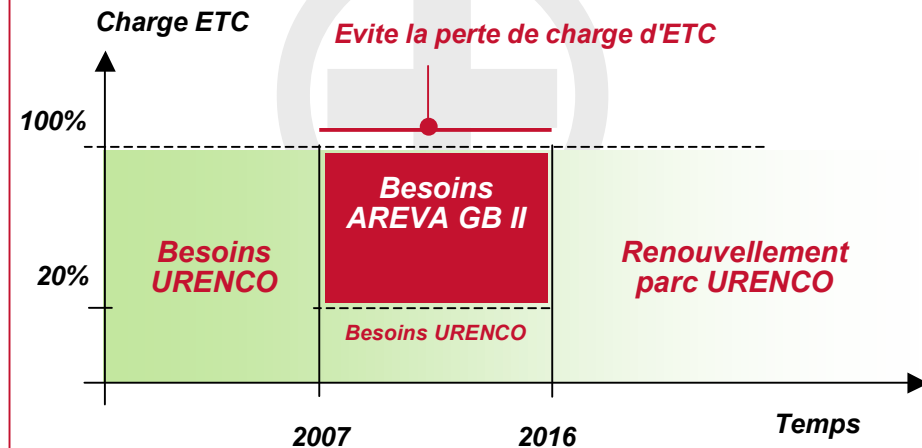 Charge ETC
Evite la perte de charge d'ETC
100%
Besoins
AREVA GB II
Besoins
URENCO
Renouvellement
parc URENCO
20%
Besoins URENCO
Temps
2007
2016